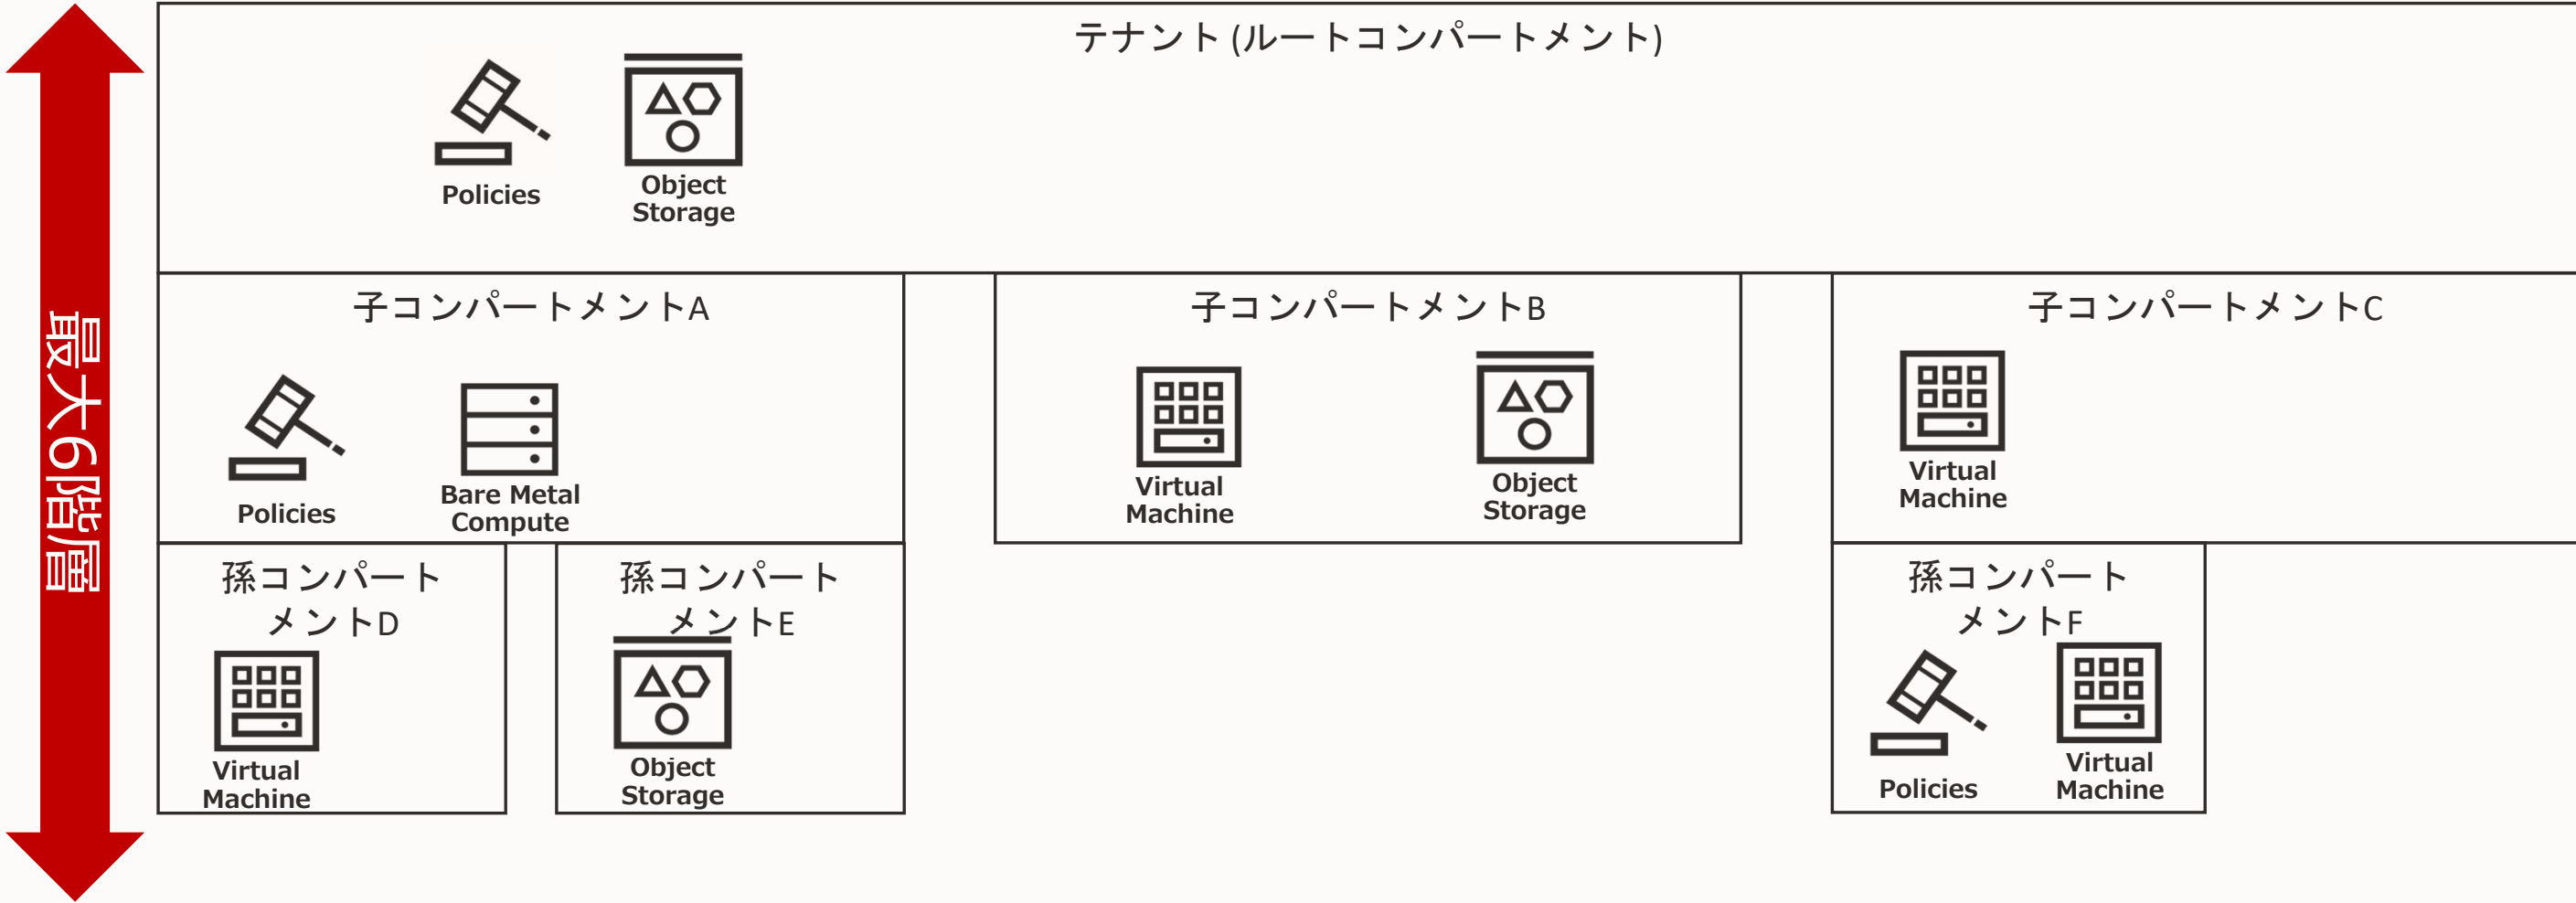 最大6階層
テナント (ルートコンパートメント)
Policies
Object
Storage
子コンパートメントA
Policies
Bare Metal
Compute
子コンパートメントB
Virtual
Machine
Object
Storage
子コンパートメントC
Virtual
Machine
孫コンパート
メントD
Virtual
Machine
孫コンパート
メントE
Object
Storage
孫コンパート
メントF
Policies
Virtual
Machine